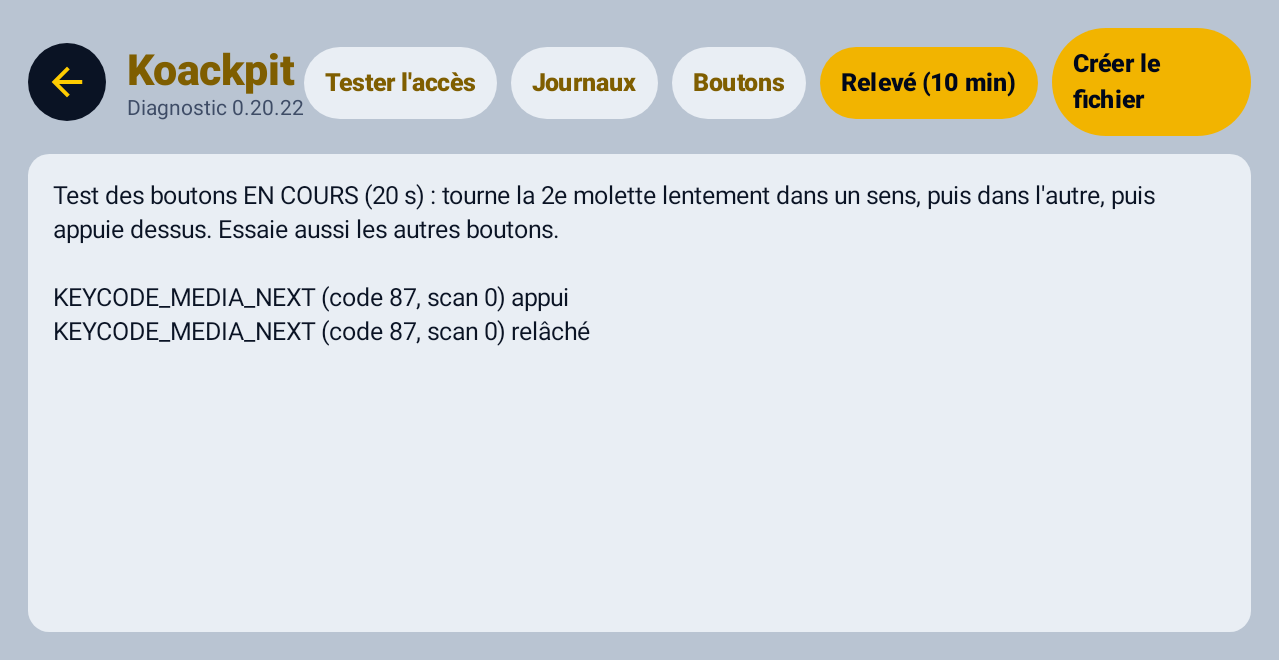 Koackpit
Diagnostic 0.20.22
Tester l'accès
Journaux
Boutons
Relevé (10 min)
Créer le
fichier
Test des boutons EN COURS (20 s) : tourne la 2e molette lentement dans un sens, puis dans l'autre, puis
appuie dessus. Essaie aussi les autres boutons.
KEYCODE_MEDIA_NEXT (code 87, scan 0) appui
KEYCODE_MEDIA_NEXT (code 87, scan 0) relâché